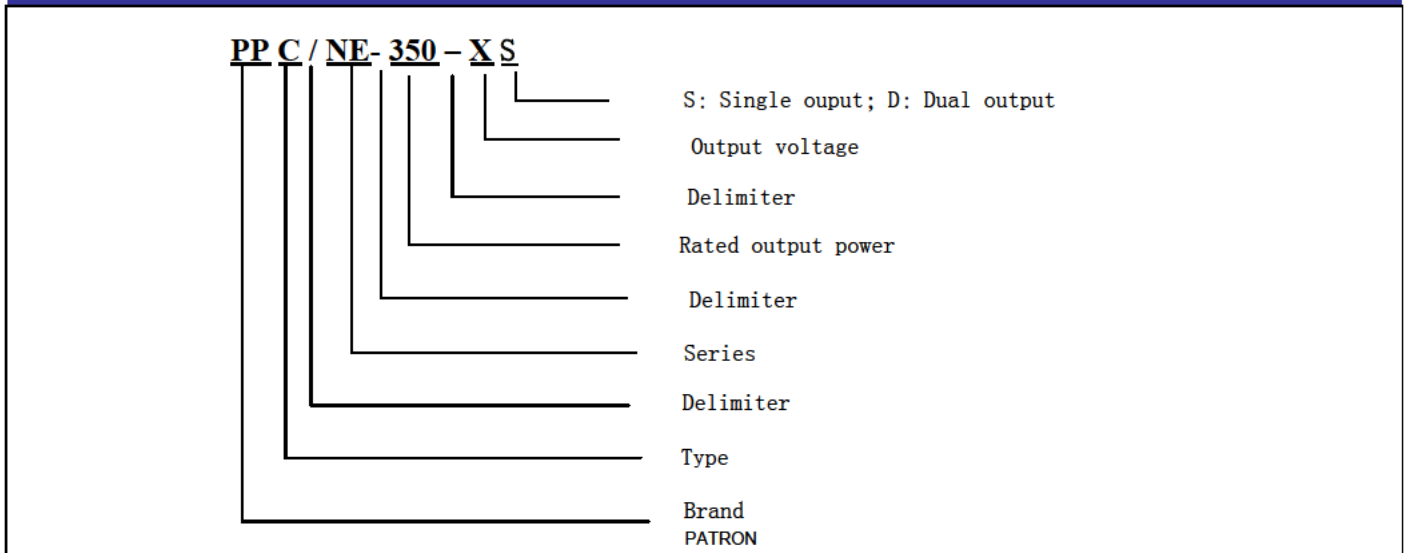 PP C / NE- 350 – X S
S: Single ouput; D: Dual output
Output voltage
Delimiter
Rated output power
Delimiter
Series
Delimiter
Type
Brand
PATRON